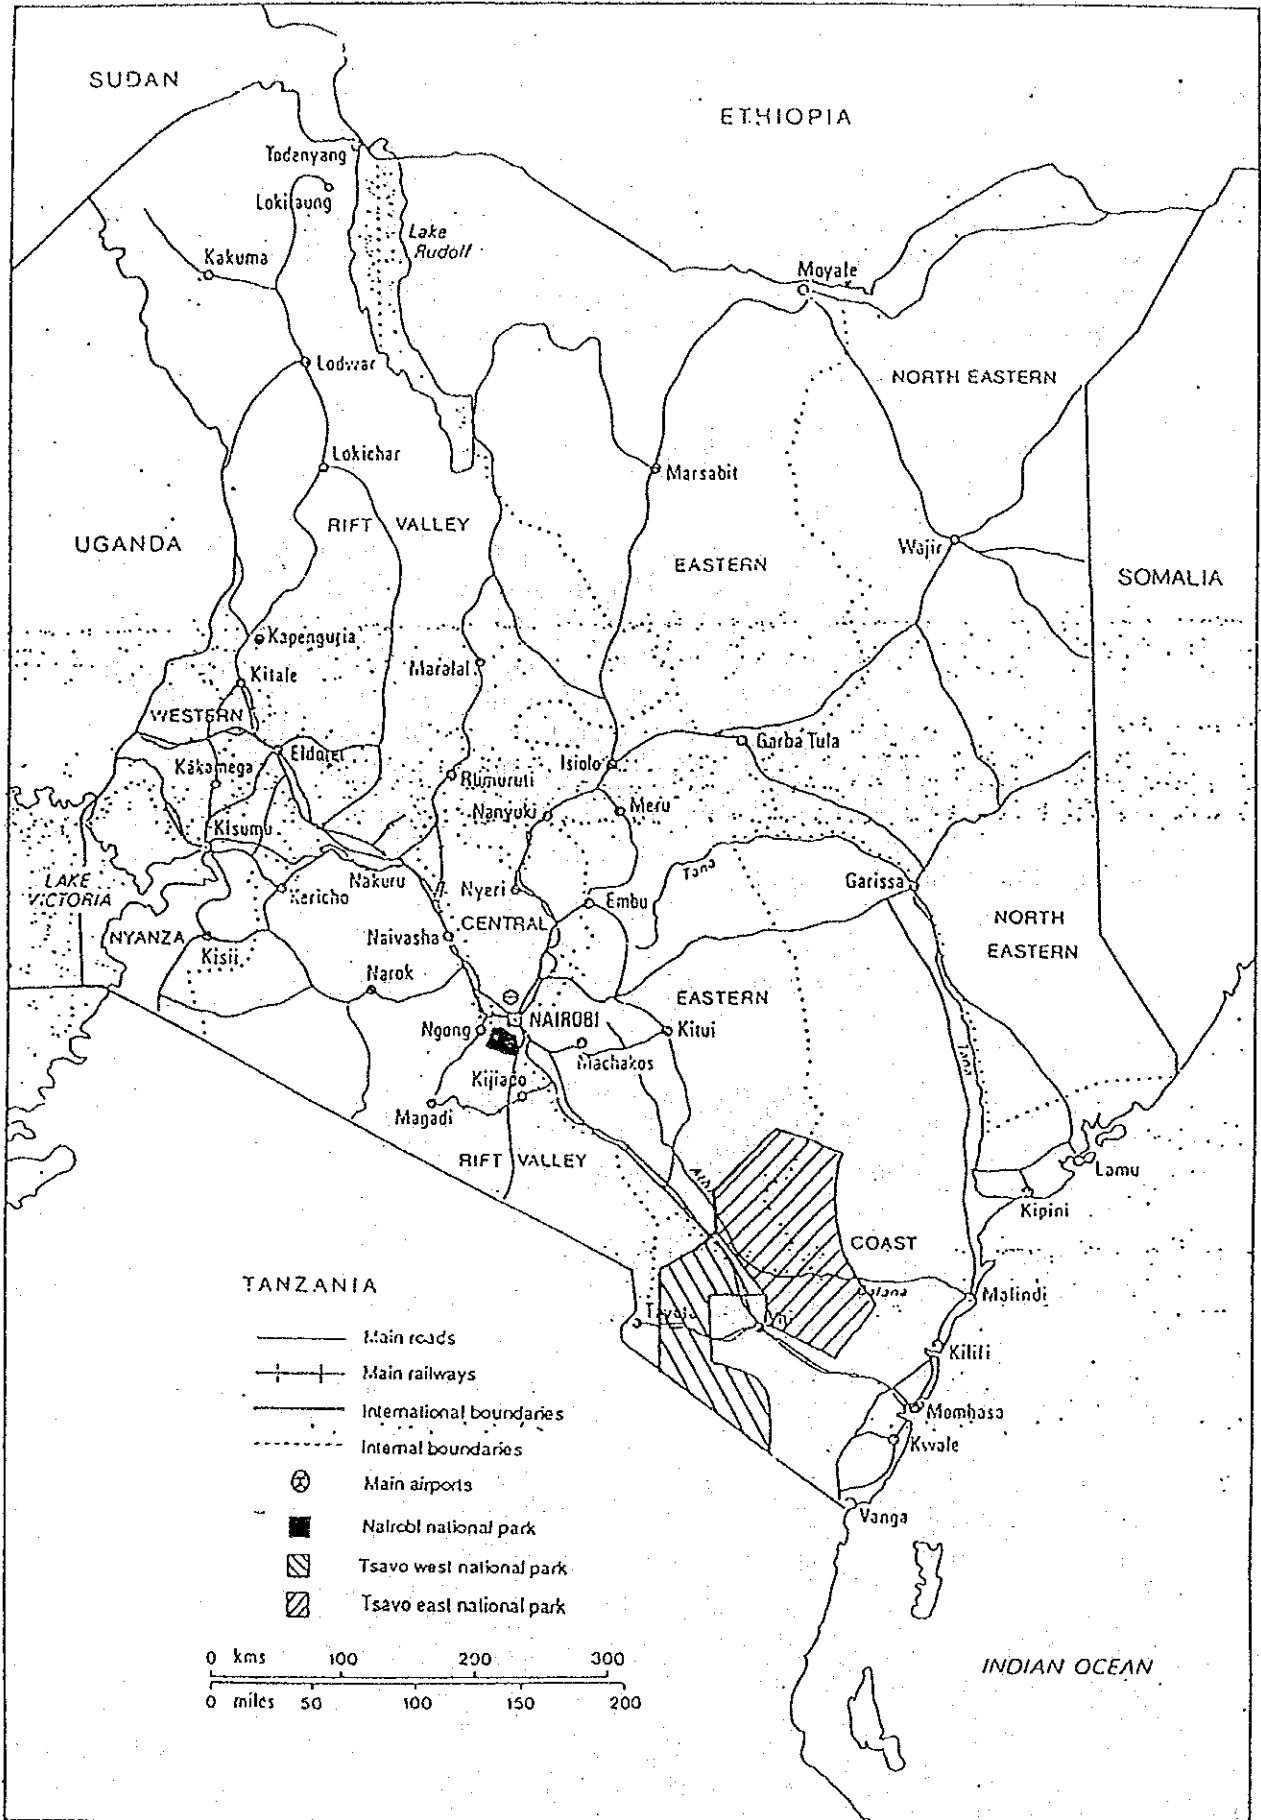 SUDAN
ETHIOPIA
Todenyang
Lokitaung
Lake
Rudolf
Kakuma
Moyale
Lodwar
NORTH EASTERN
Lokichar
Marsabit
RIFT VALLEY
UGANDA
Wajir
EASTERN
SOMALIA
Kapenguria
Maralal
Kitale
WESTERN
Eldoret
Garba Tula
Kakamega
Isiolo
Rumuruti
Nanyuki
Meru
Kisumu
LAKE
VICTORIA
Nakuru
Kericho
Nyeri
Tana
Garissa
Embu
CENTRAL
NORTH
EASTERN
NYANZA
Naivasha
Kisii
Narok
EASTERN
NAIROBI
Ngong
Kitui
Machakos
Tana
Kijiado
Magadi
RIFT VALLEY
Lamu
Kipini
COAST
TANZANIA
Malindi
Main roads
Kilifi
Main railways
International boundaries
Mombasa
Internal boundaries
Kwale
Main airports
Vanga
Nairobi national park
Tsavo west national park
Tsavo east national park
0 kms 100 200 300
0 miles 50 100 150 200
INDIAN OCEAN